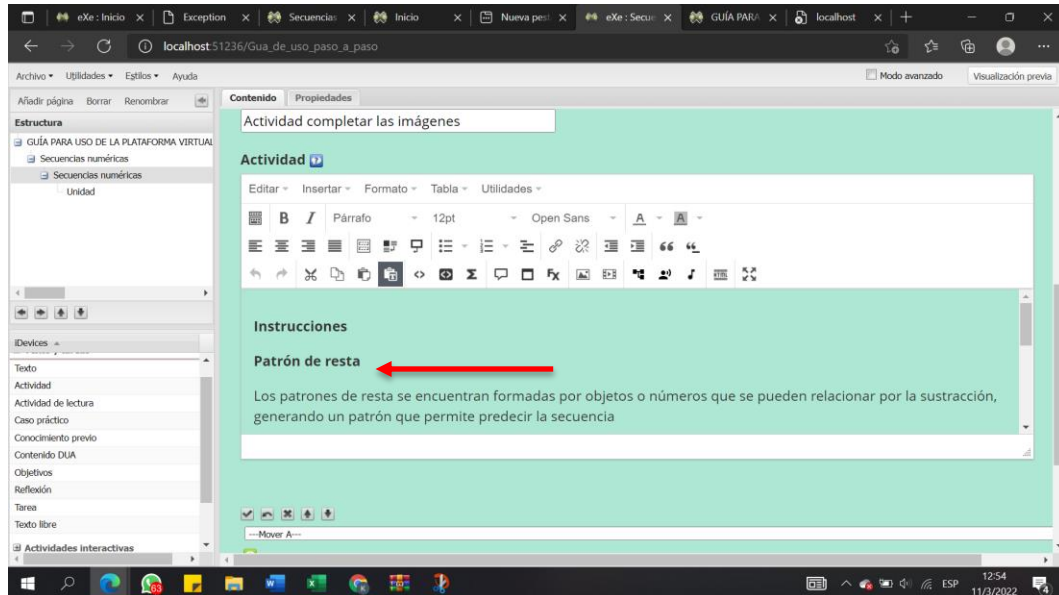 eXe : Inicio
Exception
Secuencias
Inicio
Nueva pest
eXe : Secue
GUÍA PARA
localhost
localhost:51236/Gua_de_uso_paso_a_paso
Archivo Utilidades Estilos Ayuda
Modo avanzado
Visualización previa
Añadir página Borrar Renombrar
Contenido Propiedades
Estructura
GUÍA PARA USO DE LA PLATAFORMA VIRTUAL
Secuencias numéricas
Secuencias numéricas
Unidad
Actividad completar las imágenes
Actividad
Editar Insertar Formato Tabla Utilidades
B I Párrafo 12pt Open Sans A A
Instrucciones
Patrón de resta
Los patrones de resta se encuentran formadas por objetos o números que se pueden relacionar por la sustracción,
generando un patrón que permite predecir la secuencia
iDevices
Texto
Actividad
Actividad de lectura
Caso práctico
Conocimiento previo
Contenido DUA
Objetivos
Reflexión
Tarea
Texto libre
Actividades interactivas
---Mover A---
63
ESP
12:54
11/3/2022
4